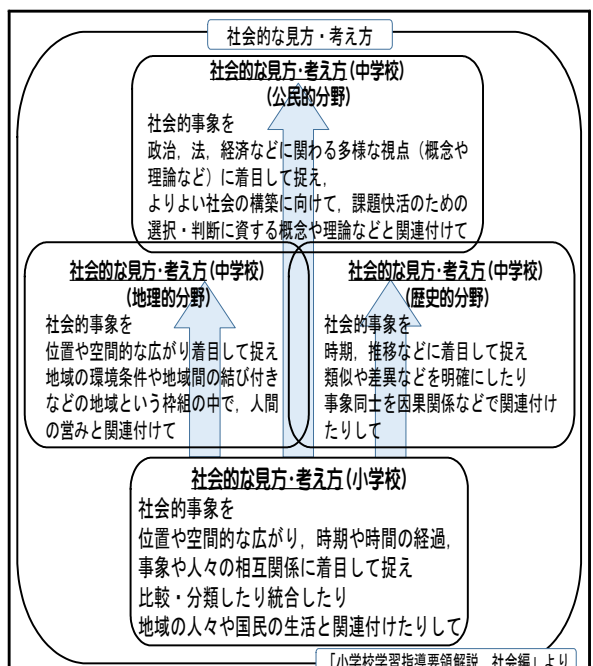 社会的な見方・考え方
社会的な見方・考え方(中学校)
(公民的分野)
社会的事象を
政治，法，経済などに関わる多様な視点（概念や
理論など）に着目して捉え，
よりよい社会の構築に向けて，課題快活のための
選択・判断に資する概念や理論などと関連付けて
社会的な見方・考え方(中学校)
(地理的分野)
社会的事象を
位置や空間的な広がり着目して捉え
地域の環境条件や地域間の結び付き
などの地域という枠組の中で，人間
の営みと関連付けて
社会的な見方・考え方(中学校)
(歴史的分野)
社会的事象を
時期，推移などに着目して捉え
類似や差異などを明確にしたり
事象同士を因果関係などで関連付け
たりして
社会的な見方・考え方(小学校)
社会的事象を
位置や空間的な広がり，時期や時間の経過，
事象や人々の相互関係に着目して捉え
比較・分類したり統合したり
地域の人々や国民の生活と関連付けたりして
「小学校学習指導要領解説　社会編」より